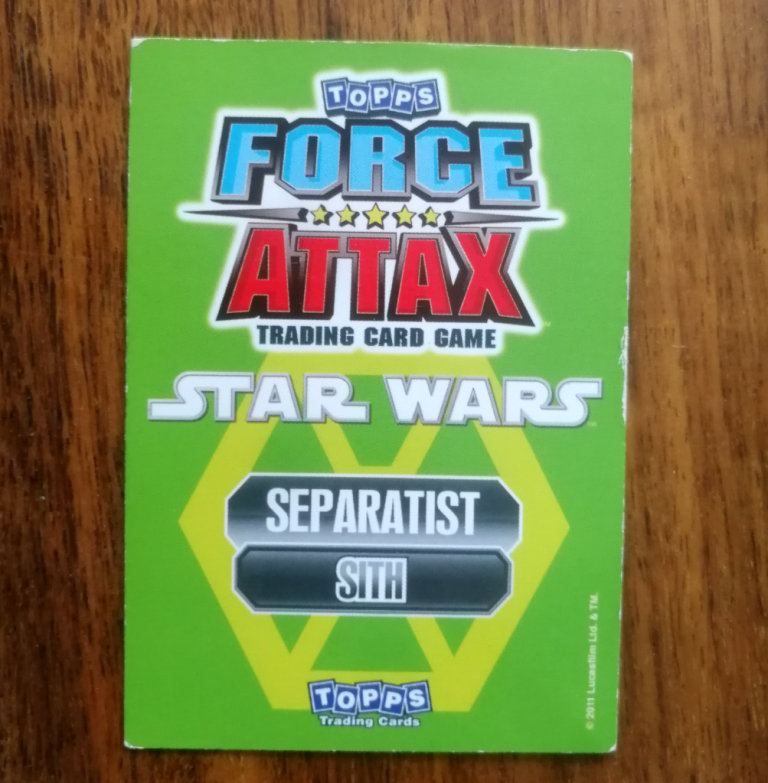 TOPPS
FORCE
ATTAX
TRADING CARD GAME
STAR WARS
SEPARATIST
SITH
TOPPS
Trading Cards
© 2011 Lucasfilm Ltd. & TM.